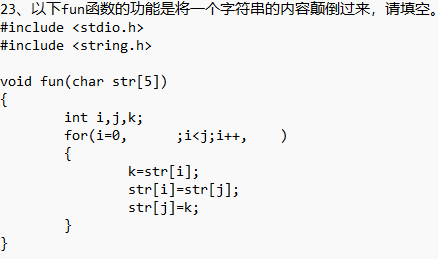 23、以下fun函数的功能是将一个字符串的内容颠倒过来，请填空。
#include <stdio.h>
#include <string.h>
void fun(char str[5])
{
int i,j,k;
for(i=0,      ;i<j;i++,    )
{
k=str[i];
str[i]=str[j];
str[j]=k;
}
}